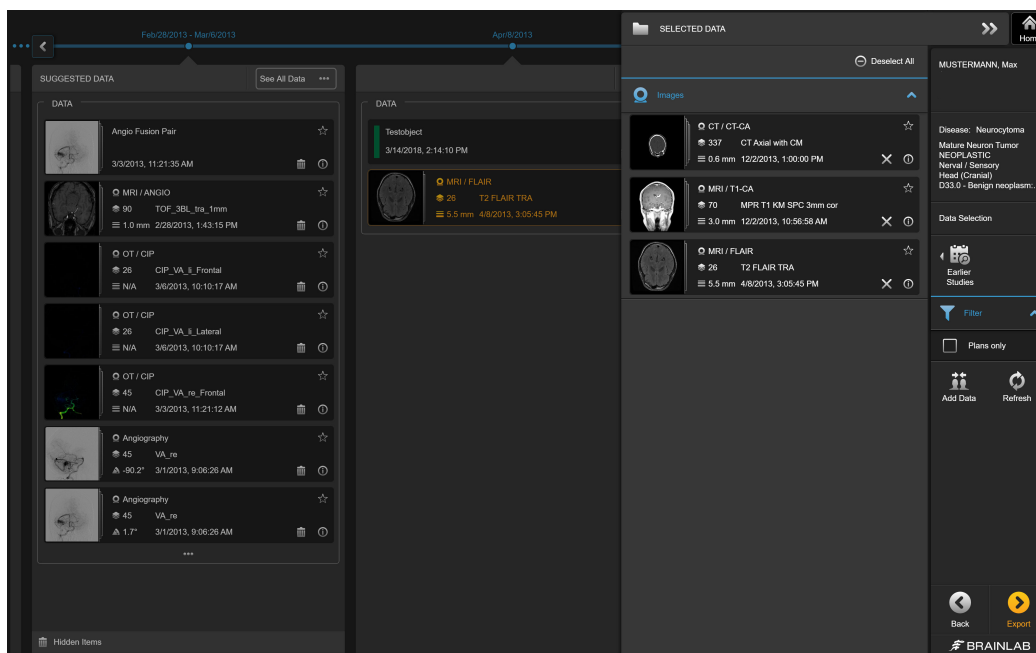 Feb/28/2013 - Mar/6/2013
Apr/8/2013
SUGGESTED DATA
See All Data
DATA
Angio Fusion Pair
3/3/2013, 11:21:35 AM
MRI / ANGIO
90 TOF_3BL_tra_1mm
1.0 mm 2/28/2013, 1:43:15 PM
OT / CIP
26 CIP_VA_li_Frontal
N/A 3/6/2013, 10:10:17 AM
OT / CIP
26 CIP_VA_li_Lateral
N/A 3/6/2013, 10:10:17 AM
OT / CIP
45 CIP_VA_re_Frontal
N/A 3/3/2013, 11:21:12 AM
Angiography
45 VA_re
-90.2° 3/1/2013, 9:06:26 AM
Angiography
45 VA_re
1.7° 3/1/2013, 9:06:26 AM
Hidden Items
DATA
Testobject
3/14/2018, 2:14:10 PM
MRI / FLAIR
26 T2 FLAIR TRA
5.5 mm 4/8/2013, 3:05:45 PM
SELECTED DATA
Deselect All
Images
CT / CT-CA
337 CT Axial with CM
0.6 mm 12/2/2013, 1:00:00 PM
MRI / T1-CA
70 MPR T1 KM SPC 3mm cor
3.0 mm 12/2/2013, 10:56:58 AM
MRI / FLAIR
26 T2 FLAIR TRA
5.5 mm 4/8/2013, 3:05:45 PM
Hom
MUSTERMANN, Max
Disease: Neurocytoma
Mature Neuron Tumor
NEOPLASTIC
Nerval / Sensory
Head (Cranial)
D33.0 - Benign neoplasm:..
Data Selection
Earlier
Studies
Filter
Plans only
Add Data
Refresh
Back
Export
BRAINLAB